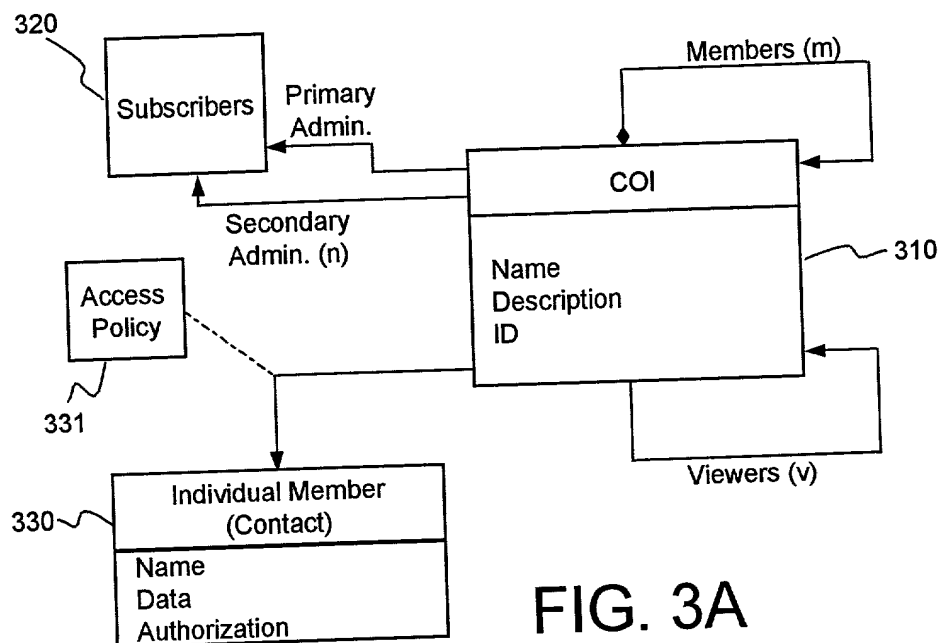 320
Subscribers
Primary
Admin.
Members (m)
COI
Secondary
Admin. (n)
310
Name
Description
ID
Access
Policy
331
Viewers (v)
330
Individual Member
(Contact)
Name
Data
Authorization
FIG. 3A